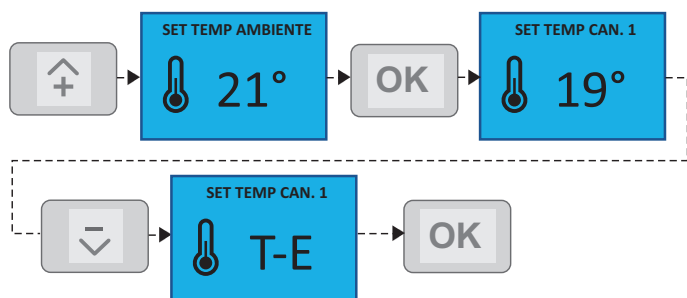 +
SET TEMP AMBIENTE
21°
OK
SET TEMP CAN. 1
19°
–
SET TEMP CAN. 1
T-E
OK